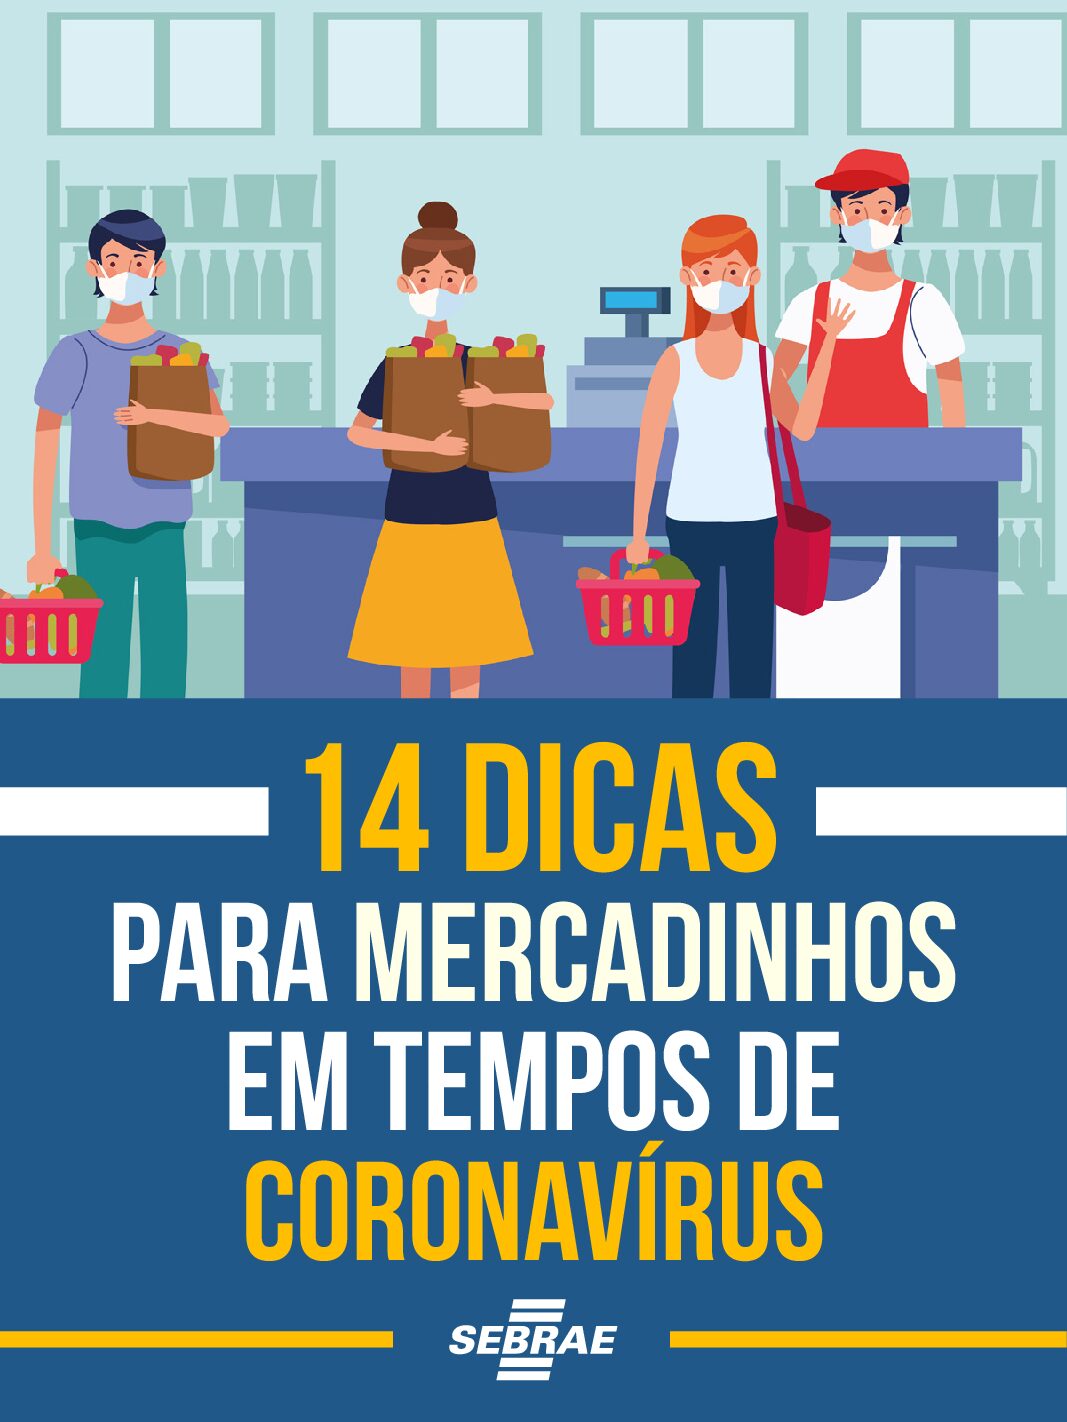 14 DICAS
PARA MERCADINHOS
EM TEMPOS DE
CORONAVÍRUS
SEBRAE